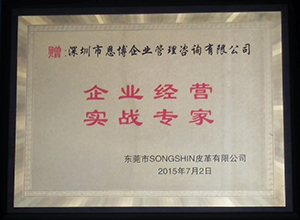 赠:深圳市恩博企业管理咨询有限公司
企业经营
实战专家
东莞市SONGSHIN皮革有限公司
2015年7月2日